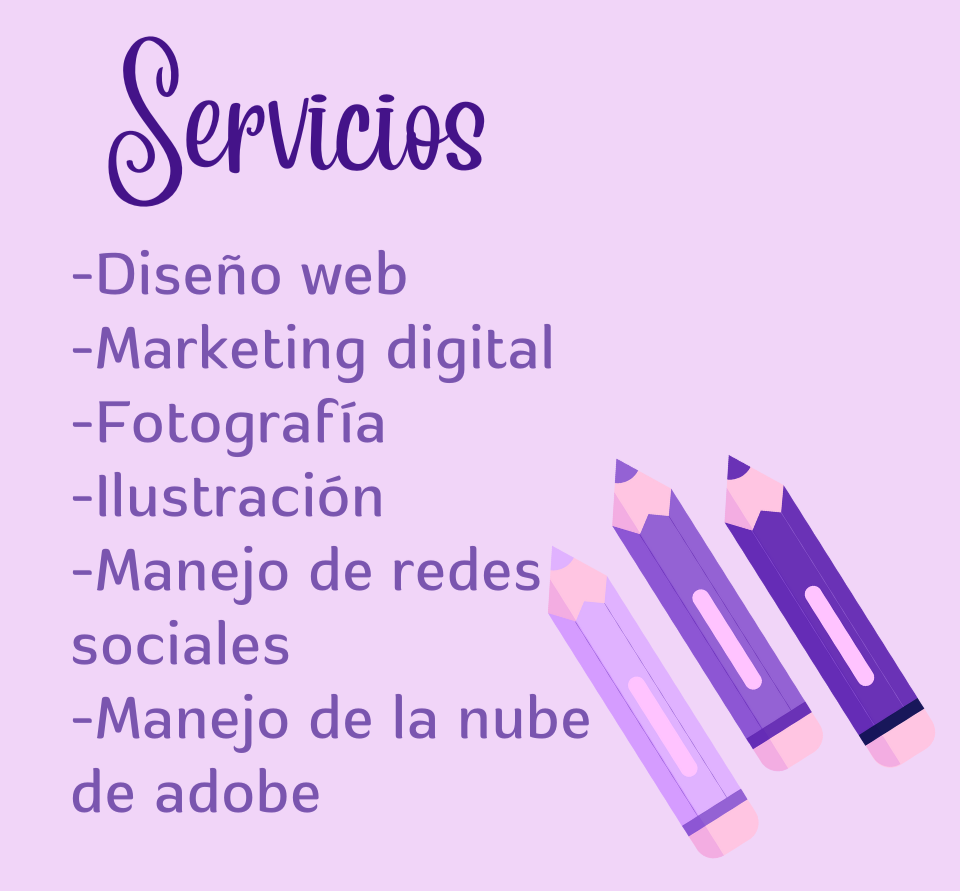 Servicios
-Diseño web
-Marketing digital
-Fotografía
-Ilustración
-Manejo de redes
sociales
-Manejo de la nube
de adobe